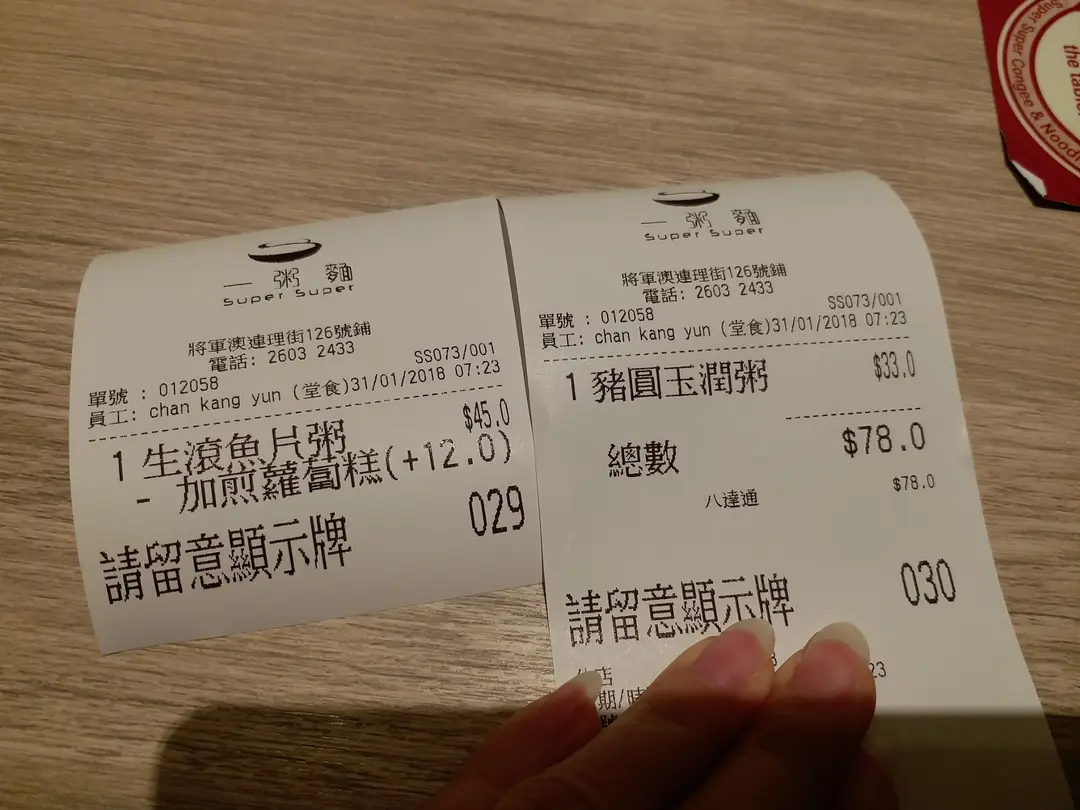 一粥麵
Super Super
將軍澳連理街126號鋪
電話: 2603 2433
單號 : 012058 SS073/001
員工: chan kang yun (堂食)31/01/2018 07:23
1 生滾魚片粥 $45.0
- 加煎蘿蔔糕(+12.0)
請留意顯示牌 029
一粥麵
Super Super
將軍澳連理街126號鋪
電話: 2603 2433
單號 : 012058 SS073/001
員工: chan kang yun (堂食)31/01/2018 07:23
1 豬圓玉潤粥 $33.0
總數 $78.0
八達通 $78.0
請留意顯示牌 030
店
期/時 23
Super Super Congee &
the